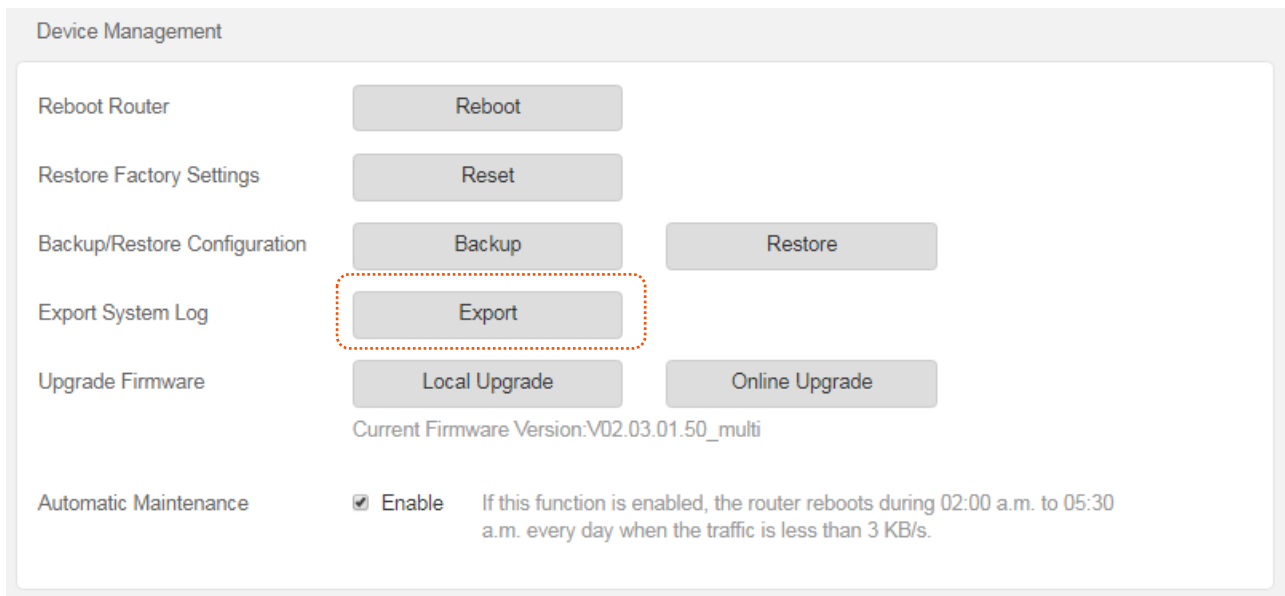 Device Management
Reboot Router Reboot
Restore Factory Settings Reset
Backup/Restore Configuration Backup Restore
Export System Log Export
Upgrade Firmware Local Upgrade Online Upgrade
Current Firmware Version:V02.03.01.50_multi
Automatic Maintenance Enable If this function is enabled, the router reboots during 02:00 a.m. to 05:30
a.m. every day when the traffic is less than 3 KB/s.